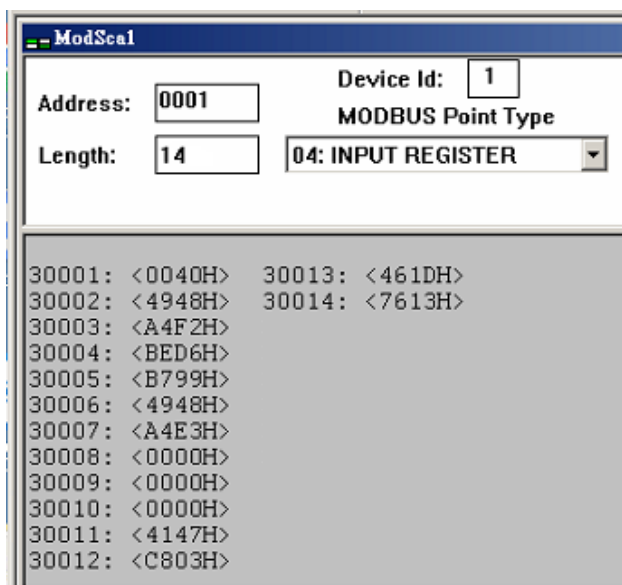 ModSca1
Device Id: 1
Address: 0001
MODBUS Point Type
Length: 14
04: INPUT REGISTER
30001: <0040H> 30013: <461DH>
30002: <4948H> 30014: <7613H>
30003: <A4F2H>
30004: <BED6H>
30005: <B799H>
30006: <4948H>
30007: <A4E3H>
30008: <0000H>
30009: <0000H>
30010: <0000H>
30011: <4147H>
30012: <C803H>